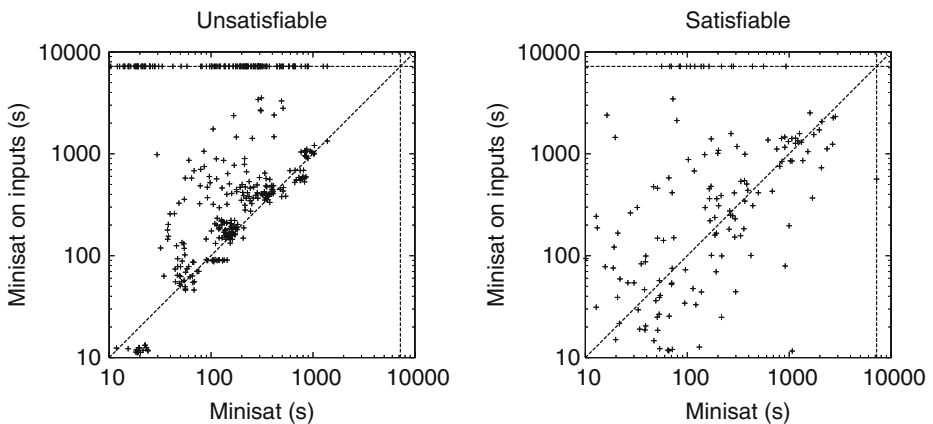 Unsatisfiable
Minisat on inputs (s)
10000
1000
100
10
10 100 1000 10000
Minisat (s)
Satisfiable
Minisat on inputs (s)
10000
1000
100
10
10 100 1000 10000
Minisat (s)